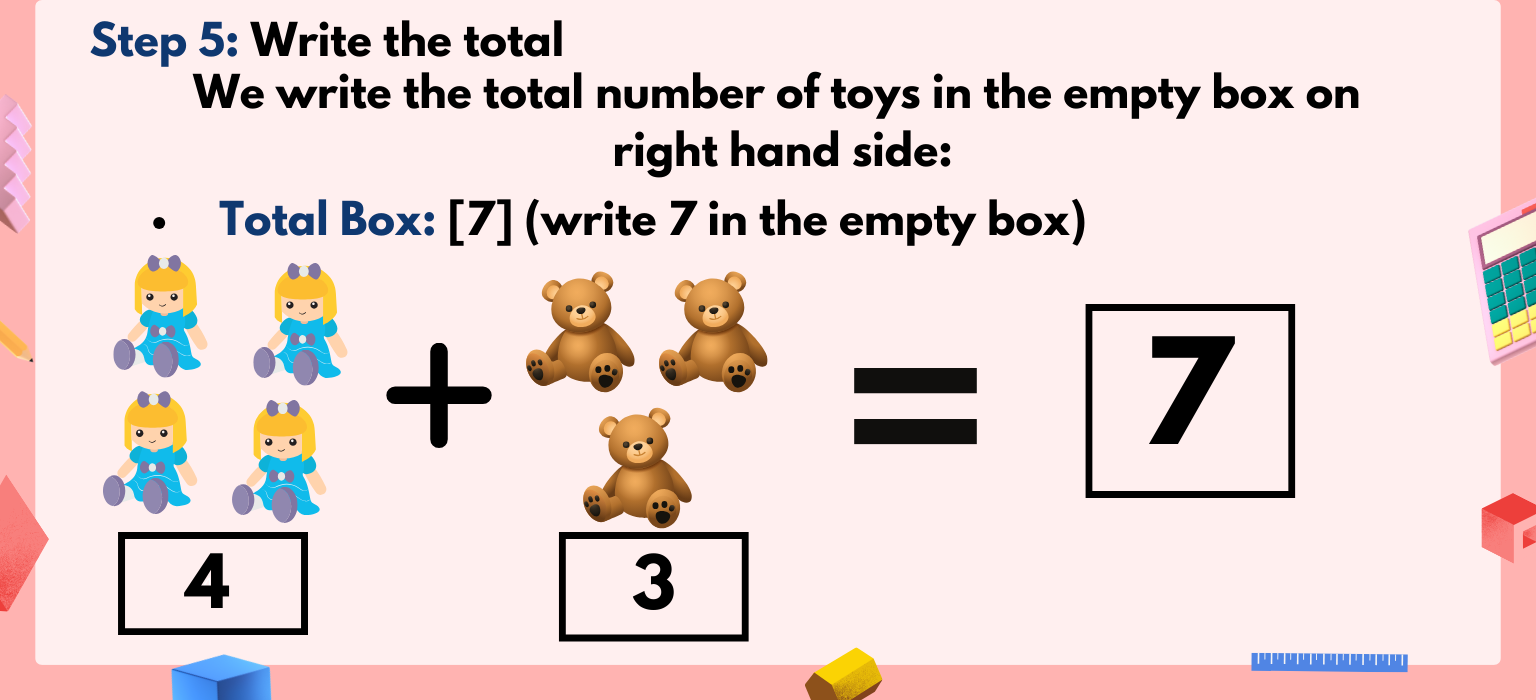 Step 5: Write the total
We write the total number of toys in the empty box on
right hand side:
• Total Box: [7] (write 7 in the empty box)
+
=
7
4
3